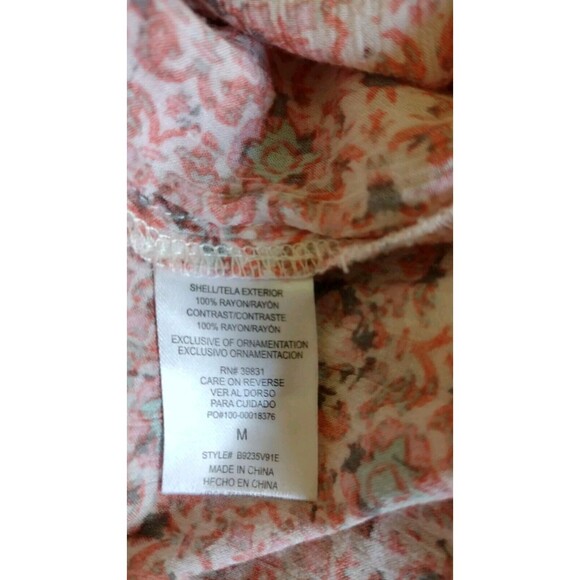 SHELL/TELA EXTERIOR
100% RAYON/RAYÓN
CONTRAST/CONTRASTE
100% RAYON/RAYÓN
EXCLUSIVE OF ORNAMENTATION
EXCLUSIVO ORNAMENTACION
RN# 39831
CARE ON REVERSE
VER AL DORSO
PARA CUIDADO
PO#100-00018376
M
STYLE# B9235V91E
MADE IN CHINA
HECHO EN CHINA